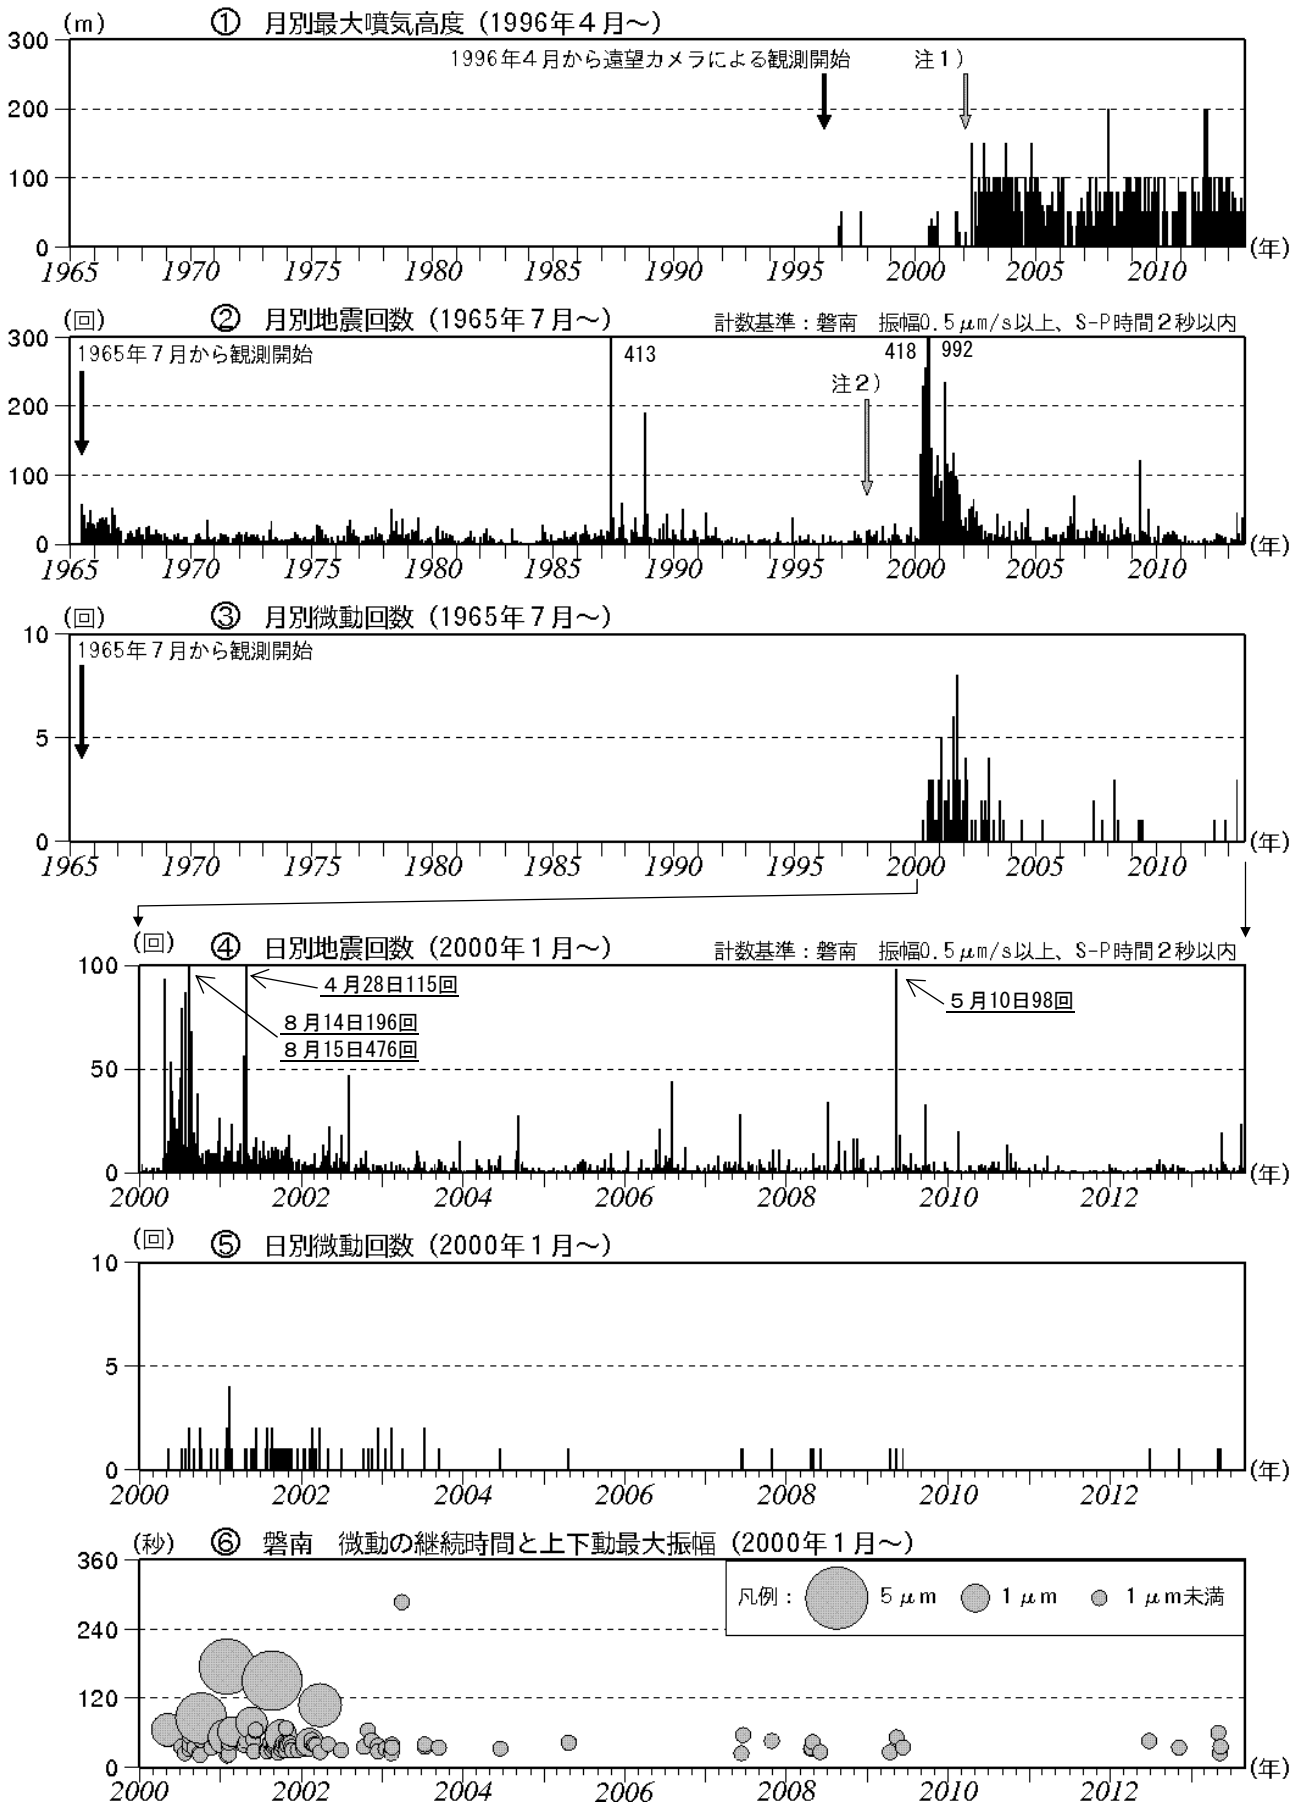 (m) ① 月別最大噴気高度（1996年４月～）
300
1996年４月から遠望カメラによる観測開始 注１）
200
100
0
1965 1970 1975 1980 1985 1990 1995 2000 2005 2010 (年)
(回) ② 月別地震回数（1965年７月～） 計数基準：磐南 振幅0.5μm/s以上、S-P時間２秒以内
300
1965年７月から観測開始 413 418 992
注２）
200
100
0
1965 1970 1975 1980 1985 1990 1995 2000 2005 2010 (年)
(回) ③ 月別微動回数（1965年７月～）
10
1965年７月から観測開始
5
0
1965 1970 1975 1980 1985 1990 1995 2000 2005 2010 (年)
(回) ④ 日別地震回数（2000年１月～） 計数基準：磐南 振幅0.5μm/s以上、S-P時間２秒以内
100
４月28日115回
５月10日98回
８月14日196回
８月15日476回
50
0
2000 2002 2004 2006 2008 2010 2012 (年)
(回) ⑤ 日別微動回数（2000年１月～）
10
5
0
2000 2002 2004 2006 2008 2010 2012 (年)
(秒) ⑥ 磐南 微動の継続時間と上下動最大振幅（2000年１月～）
360
凡例： ５μm １μm １μm未満
240
120
0
2000 2002 2004 2006 2008 2010 2012 (年)